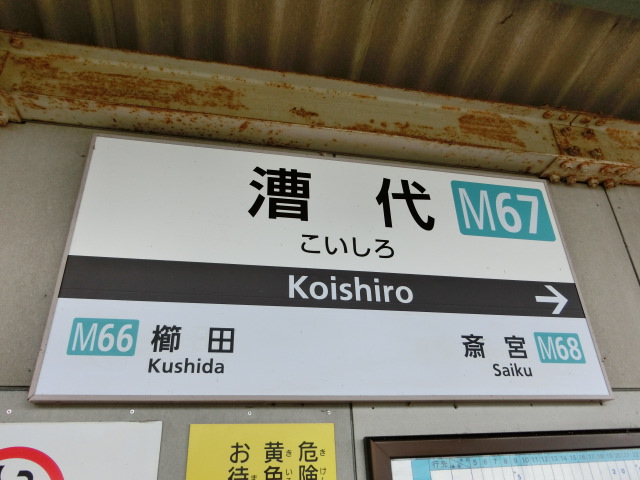 漕代 M67
こいしろ
Koishiro →
M66 櫛田
Kushida
斎宮 M68
Saiku
危険
黄色
お待